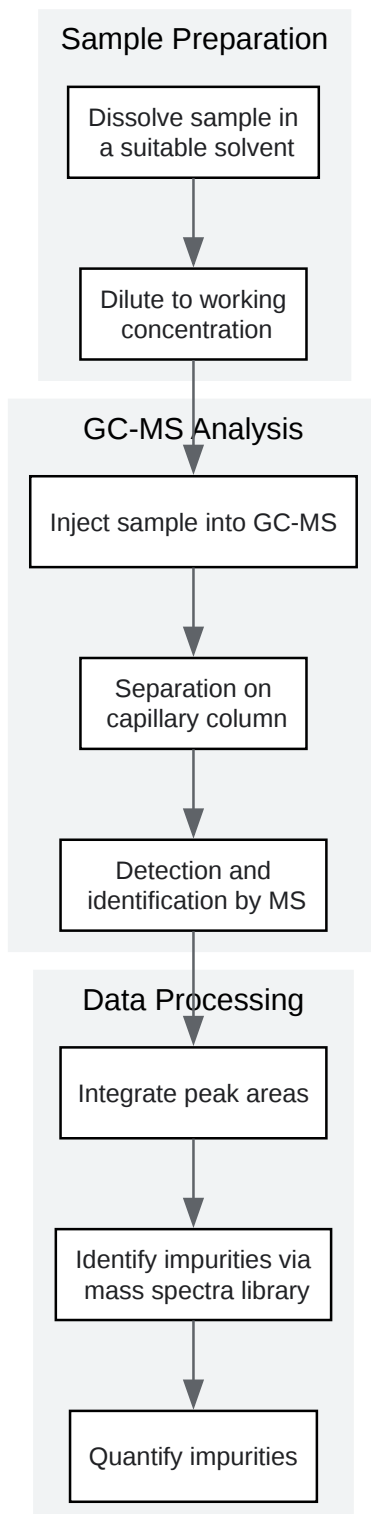 Sample Preparation
Dissolve sample in
a suitable solvent
Dilute to working
concentration
GC-MS Analysis
Inject sample into GC-MS
Separation on
capillary column
Detection and
identification by MS
Data Processing
Integrate peak areas
Identify impurities via
mass spectra library
Quantify impurities